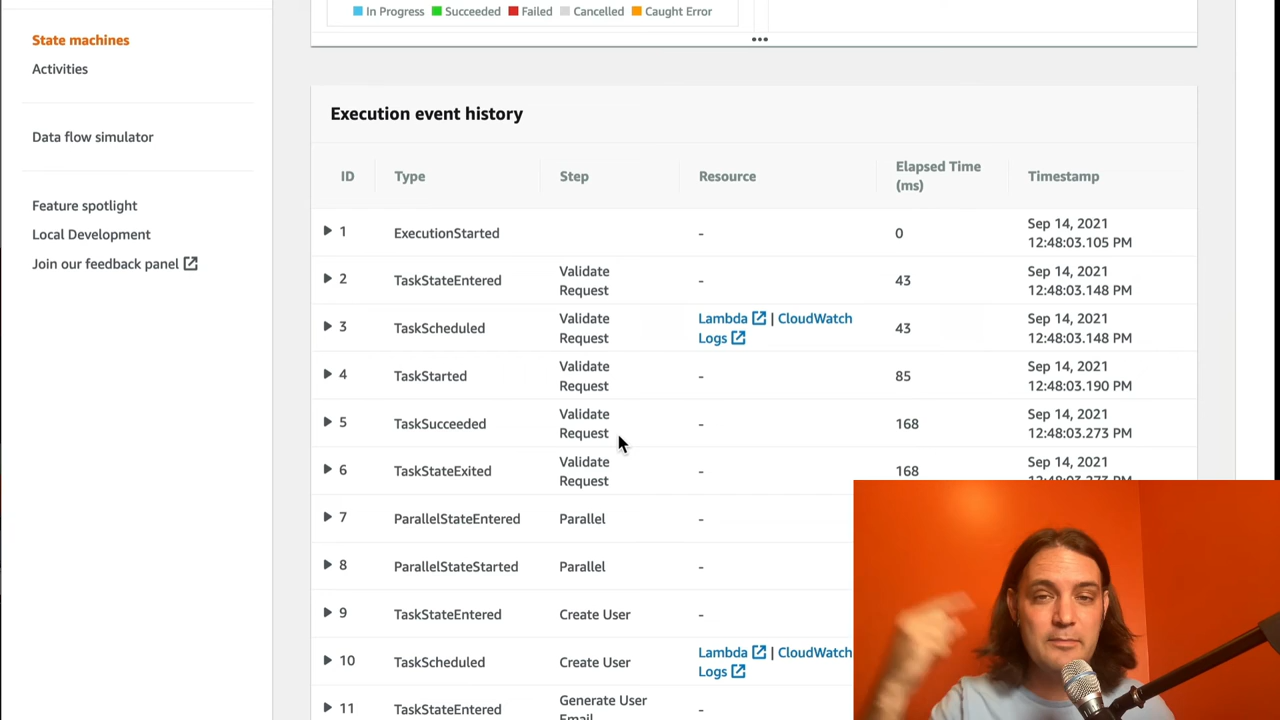 In Progress Succeeded Failed Cancelled Caught Error
State machines
Activities
Data flow simulator
Feature spotlight
Local Development
Join our feedback panel
Execution event history
ID Type Step Resource Elapsed Time (ms) Timestamp
1 ExecutionStarted - 0 Sep 14, 2021 12:48:03.105 PM
2 TaskStateEntered Validate Request - 43 Sep 14, 2021 12:48:03.148 PM
3 TaskScheduled Validate Request Lambda | CloudWatch Logs 43 Sep 14, 2021 12:48:03.148 PM
4 TaskStarted Validate Request - 85 Sep 14, 2021 12:48:03.190 PM
5 TaskSucceeded Validate Request - 168 Sep 14, 2021 12:48:03.273 PM
6 TaskStateExited Validate Request - 168 Sep 14, 2021 12:48:03.273 PM
7 ParallelStateEntered Parallel -
8 ParallelStateStarted Parallel -
9 TaskStateEntered Create User -
10 TaskScheduled Create User Lambda | CloudWatch Logs
11 TaskStateEntered Generate User Email -